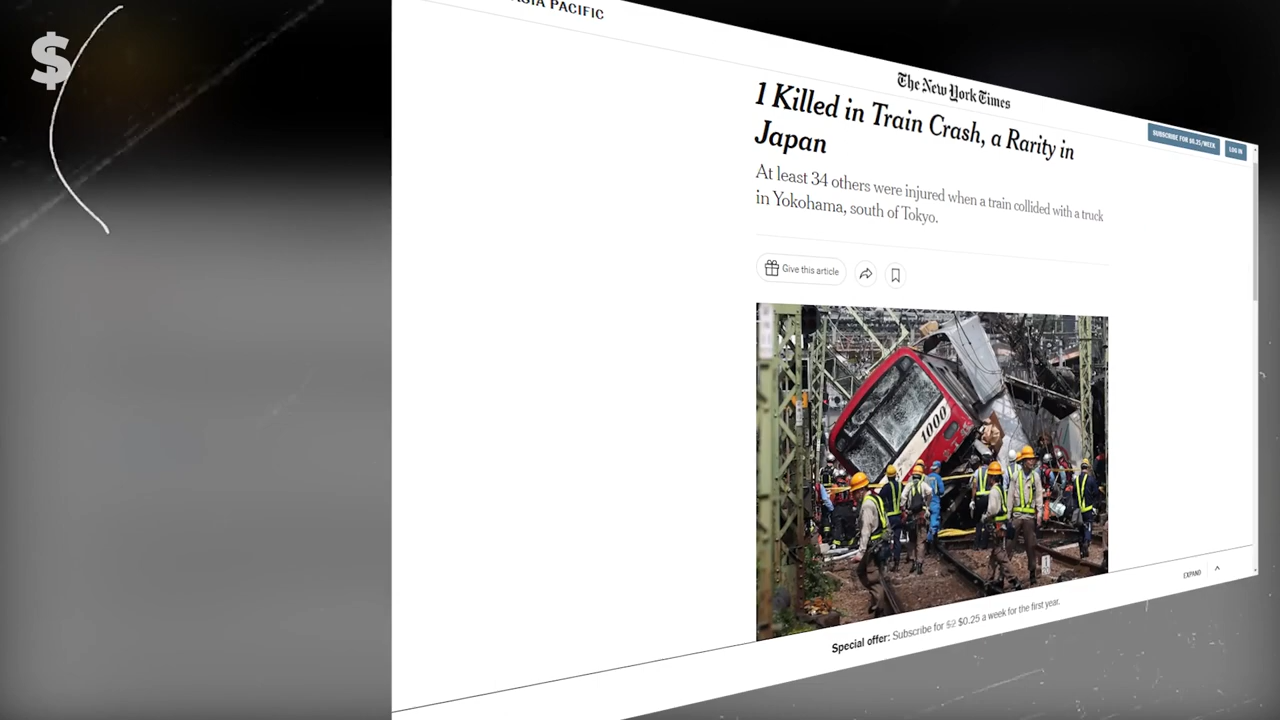 $
ASIA PACIFIC
The New York Times
SUBSCRIBE FOR $0.25/WEEK
LOG IN
1 Killed in Train Crash, a Rarity in
Japan
At least 34 others were injured when a train collided with a truck
in Yokohama, south of Tokyo.
Give this article
1000
EXPAND
Special offer: Subscribe for $2 $0.25 a week for the first year.